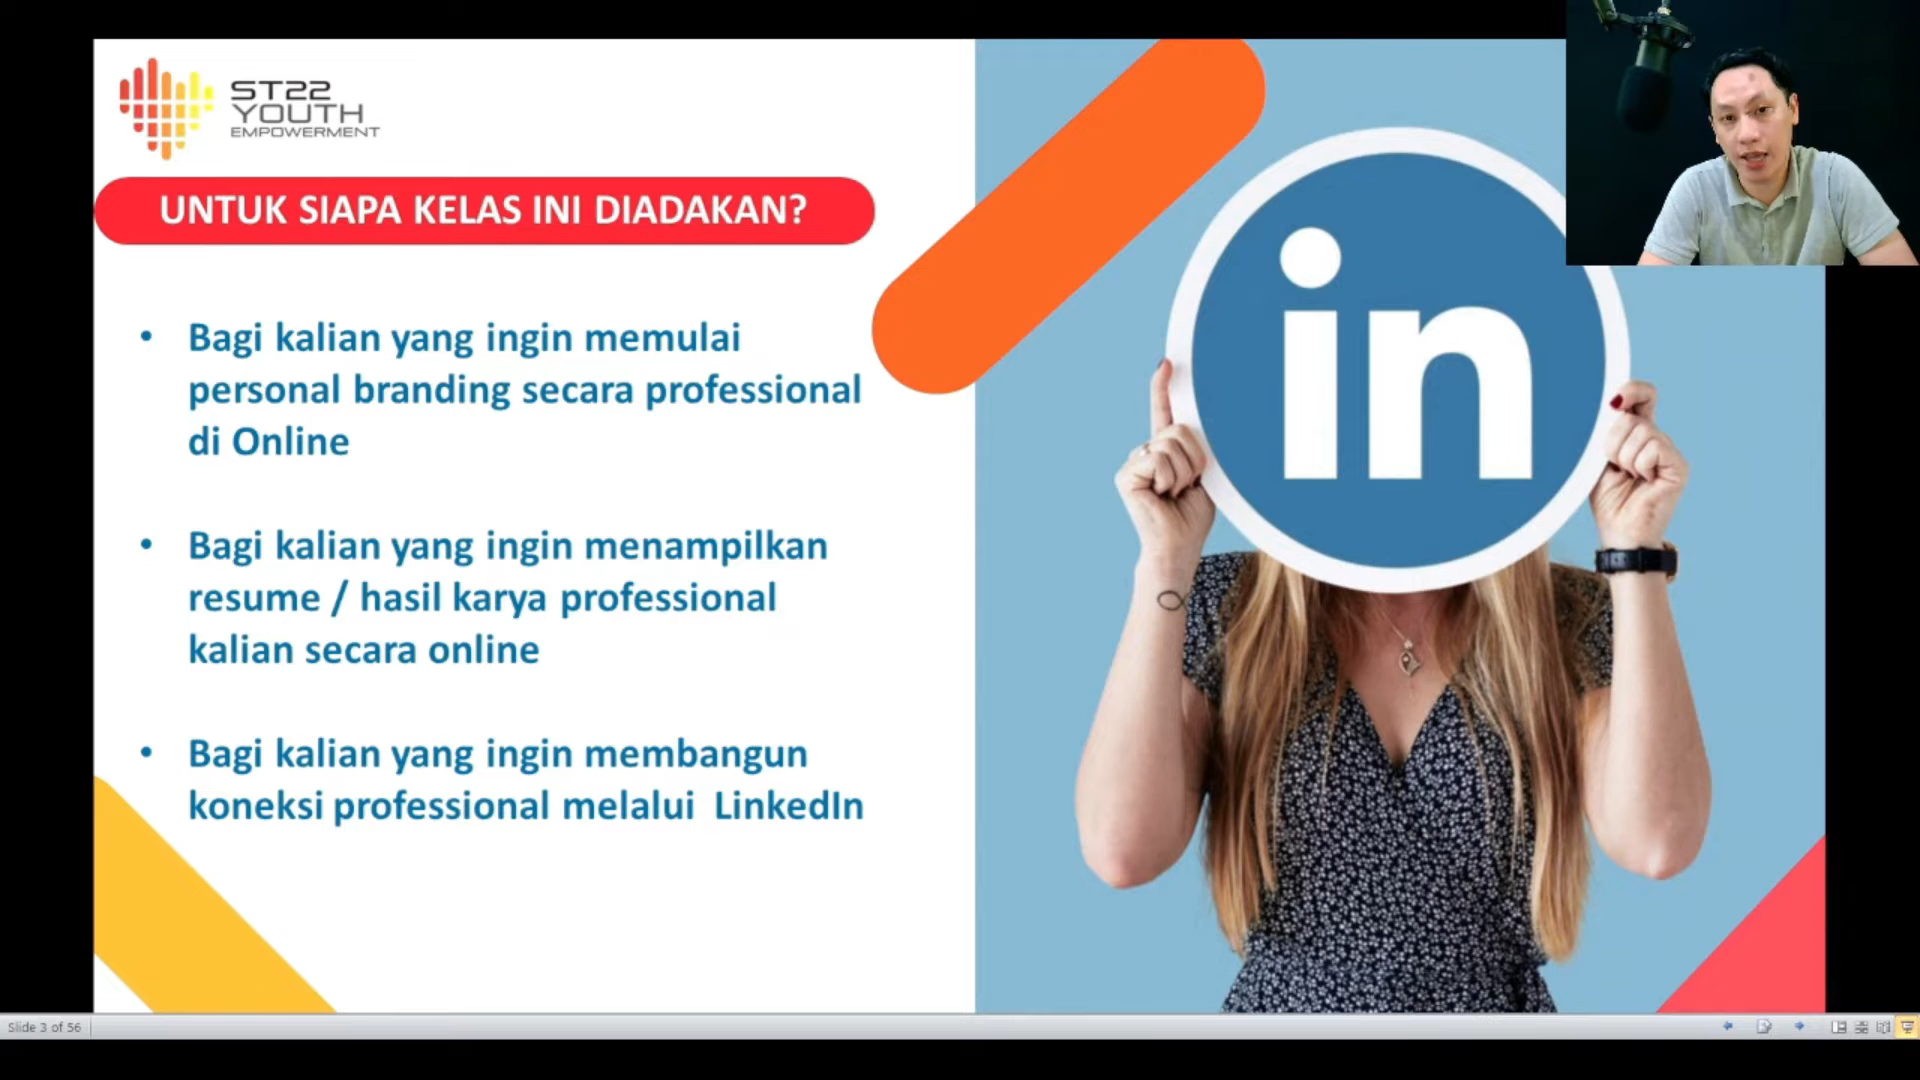 ST22
YOUTH
EMPOWERMENT
UNTUK SIAPA KELAS INI DIADAKAN?
• Bagi kalian yang ingin memulai
personal branding secara professional
di Online
• Bagi kalian yang ingin menampilkan
resume / hasil karya professional
kalian secara online
• Bagi kalian yang ingin membangun
koneksi professional melalui LinkedIn
in
Slide 3 of 56